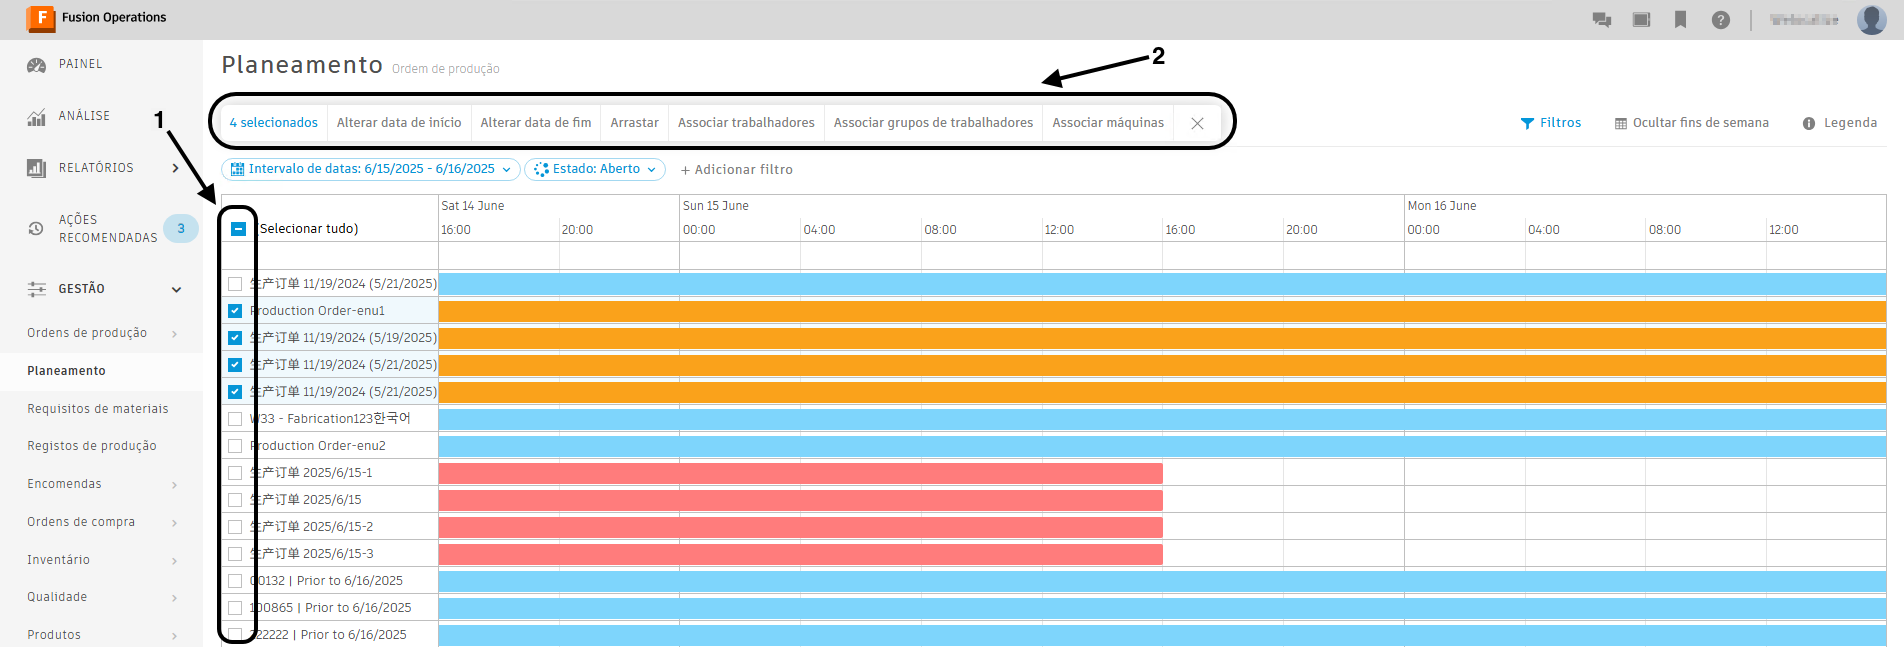 F Fusion Operations
?
PAINEL
ANÁLISE
RELATÓRIOS
AÇÕES
RECOMENDADAS
3
GESTÃO
Ordens de produção
Planeamento
Requisitos de materiais
Registos de produção
Encomendas
Ordens de compra
Inventário
Qualidade
Produtos
1
2
Planeamento Ordem de produção
4 selecionados Alterar data de início Alterar data de fim Arrastar Associar trabalhadores Associar grupos de trabalhadores Associar máquinas
Filtros Ocultar fins de semana Legenda
Intervalo de datas: 6/15/2025 - 6/16/2025 Estado: Aberto + Adicionar filtro
Sat 14 June Sun 15 June Mon 16 June
(Selecionar tudo) 16:00 20:00 00:00 04:00 08:00 12:00 16:00 20:00 00:00 04:00 08:00 12:00
生产订单 11/19/2024 (5/21/2025)
Production Order-enu1
生产订单 11/19/2024 (5/19/2025)
生产订单 11/19/2024 (5/21/2025)
生产订单 11/19/2024 (5/21/2025)
W33 - Fabrication123한국어
Production Order-enu2
生产订单 2025/6/15-1
生产订单 2025/6/15
生产订单 2025/6/15-2
生产订单 2025/6/15-3
00132 | Prior to 6/16/2025
100865 | Prior to 6/16/2025
222222 | Prior to 6/16/2025